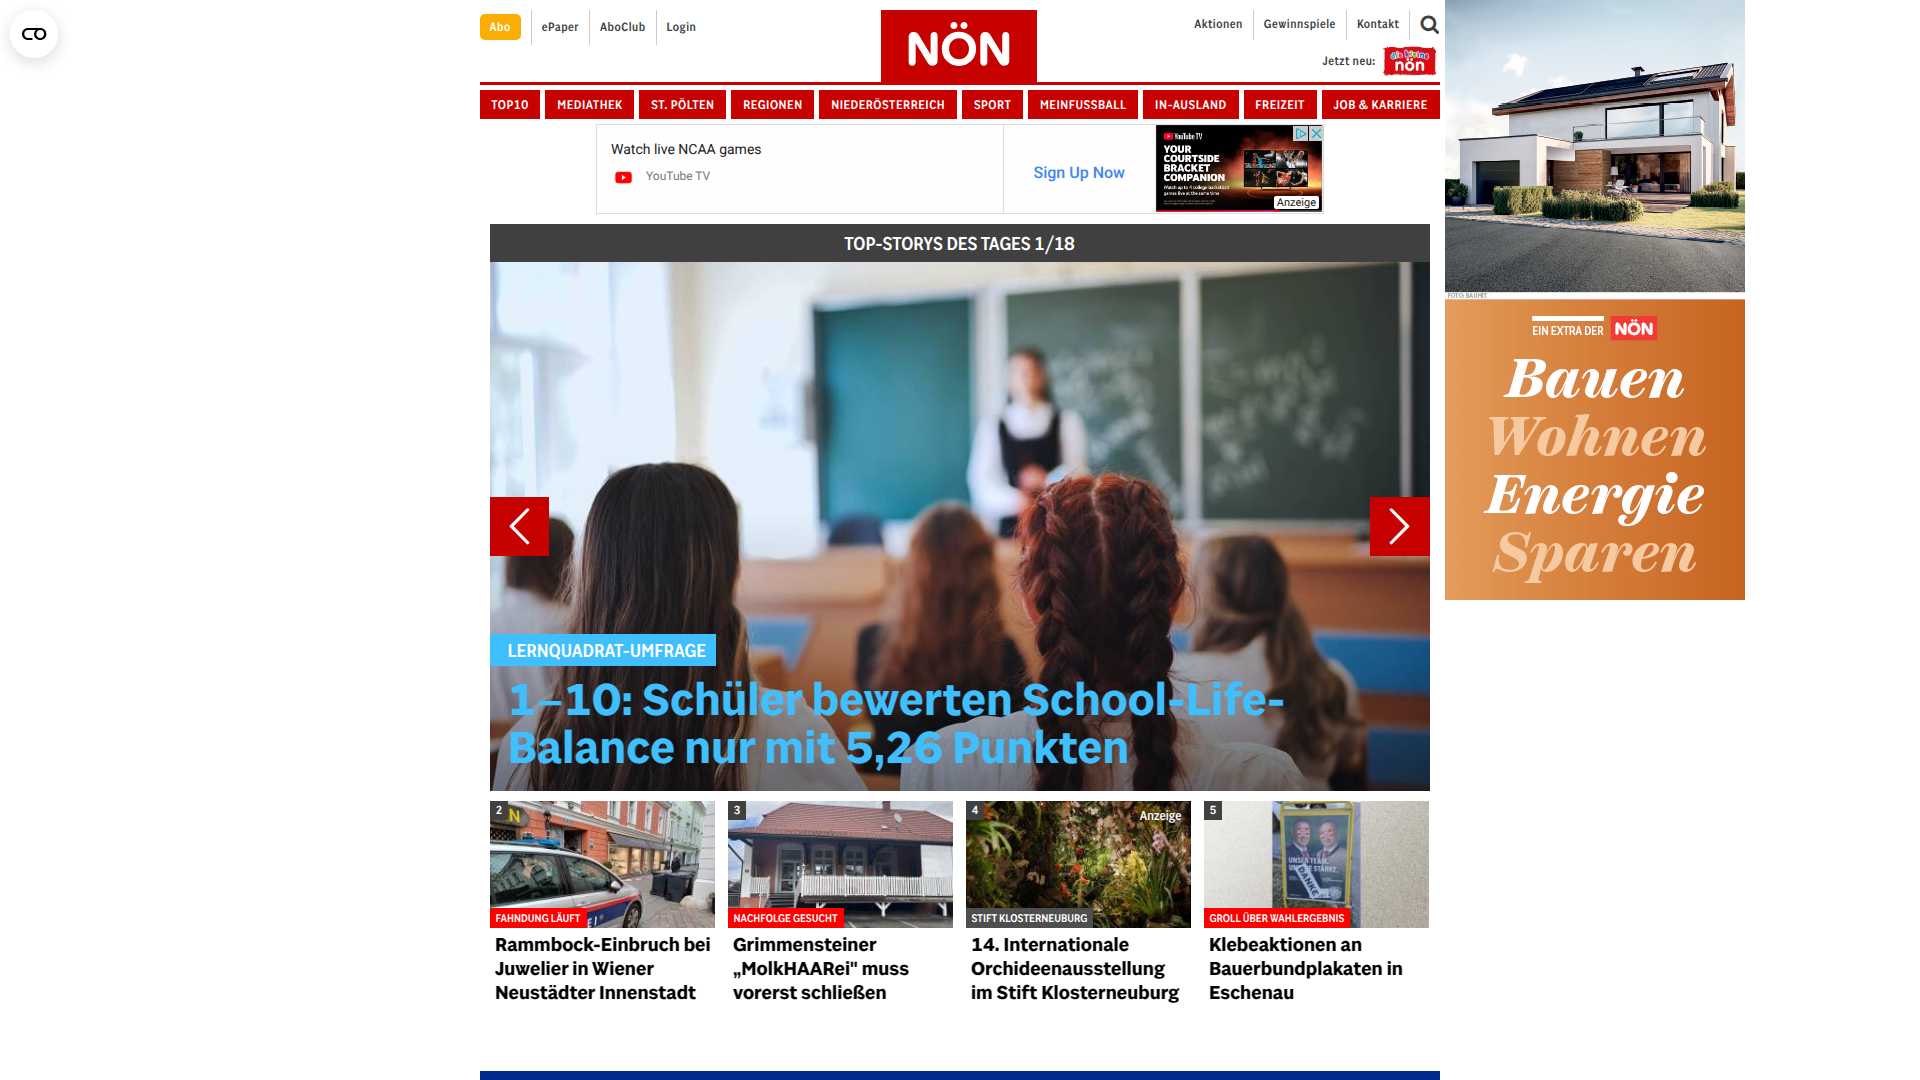 Abo
ePaper
AboClub
Login
NÖN
Aktionen
Gewinnspiele
Kontakt
Jetzt neu:
die kleine
nön
TOP10
MEDIATHEK
ST. PÖLTEN
REGIONEN
NIEDERÖSTERREICH
SPORT
MEINFUSSBALL
IN-AUSLAND
FREIZEIT
JOB & KARRIERE
Watch live NCAA games
YouTube TV
Sign Up Now
YouTube TV
YOUR
COURTSIDE
BRACKET
COMPANION
Anzeige
TOP-STORYS DES TAGES 1/18
LERNQUADRAT-UMFRAGE
1–10: Schüler bewerten School-Life-
Balance nur mit 5,26 Punkten
FOTO: BAUMIT
EIN EXTRA DER NÖN
Bauen
Wohnen
Energie
Sparen
2
N
FAHNDUNG LÄUFT
Rammbock-Einbruch bei
Juwelier in Wiener
Neustädter Innenstadt
3
NACHFOLGE GESUCHT
Grimmensteiner
„MolkHAARei" muss
vorerst schließen
4
Anzeige
STIFT KLOSTERNEUBURG
14. Internationale
Orchideenausstellung
im Stift Klosterneuburg
5
DANKE
GROLL ÜBER WAHLERGEBNIS
Klebeaktionen an
Bauerbundplakaten in
Eschenau